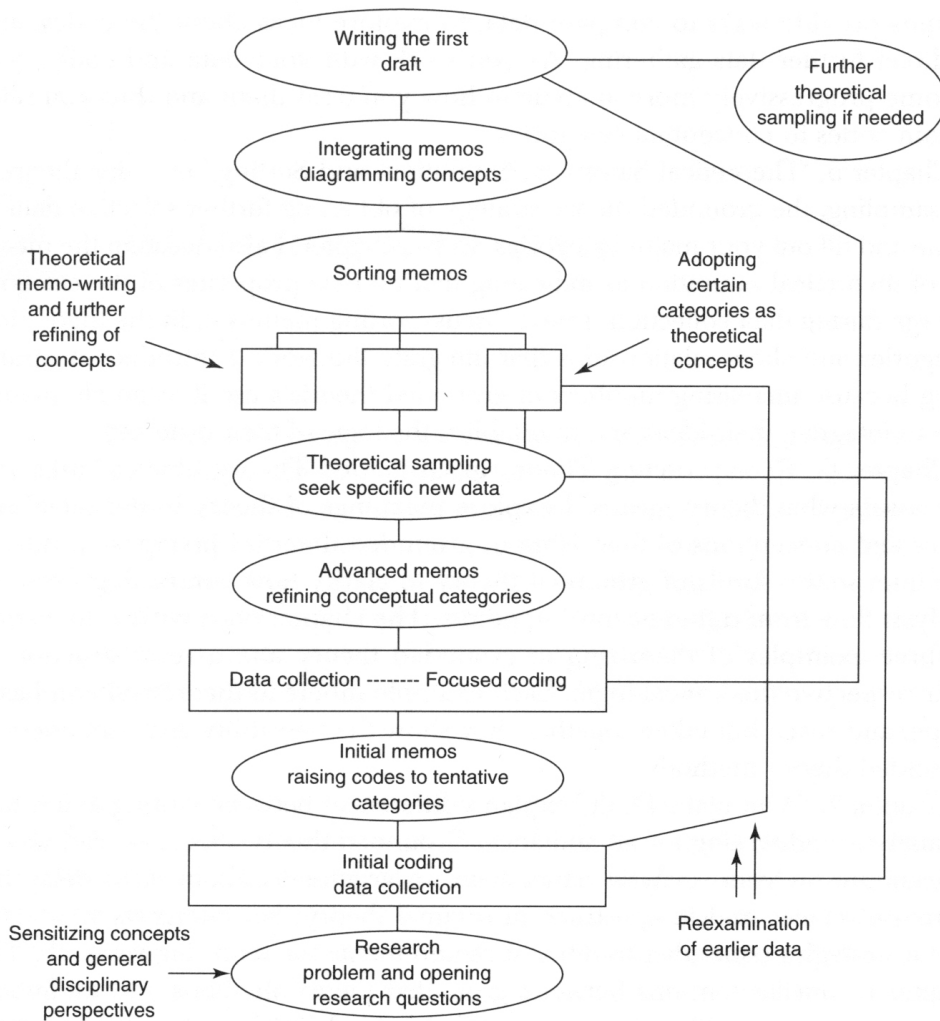 Writing the first
draft
Further
theoretical
sampling if needed
Integrating memos
diagramming concepts
Theoretical
memo-writing
and further
refining of
concepts
Sorting memos
Adopting
certain
categories as
theoretical
concepts
Theoretical sampling
seek specific new data
Advanced memos
refining conceptual categories
Data collection ------- Focused coding
Initial memos
raising codes to tentative
categories
Initial coding
data collection
Reexamination
of earlier data
Sensitizing concepts
and general
disciplinary
perspectives
Research
problem and opening
research questions